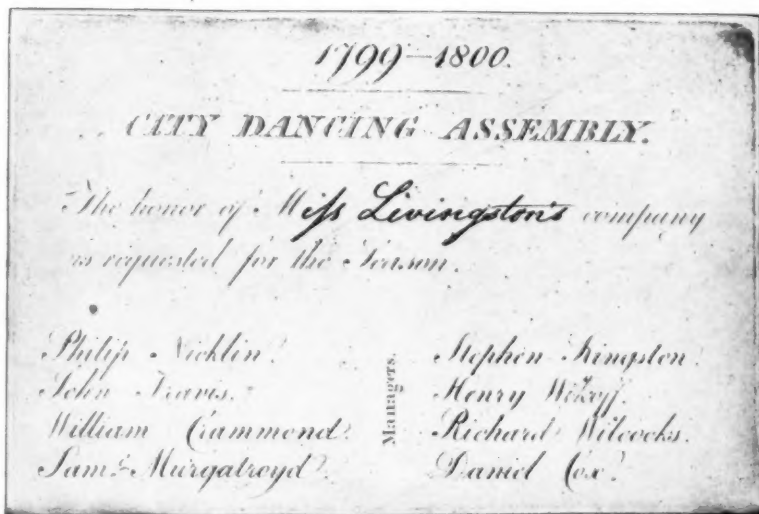 1799–1800.
CITY DANCING ASSEMBLY.
The honor of Miſs Livingston's company
is requested for the Season.
Philip Nicklin.
John Travis.
William Crammond.
Saml. Murgatroyd.
Managers.
Stephen Kingston.
Henry Wikoff.
Richard Wilcocks.
Daniel Cox.